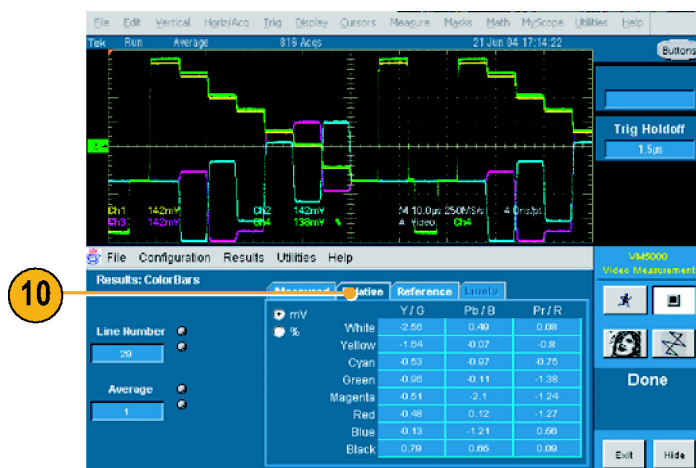 File Edit Vertical Horiz/Acq Trig Display Cursors Measure Masks Math MyScope Utilities Help
Tek Run Average 816 Acqs 21 Jun 04 17:14:22
Buttons
Trig Holdoff
1.5µs
Ch1 142mV Ch2 142mV M 10.0µs 250MS/s 4.0ns/pt
Ch3 142mV Ch4 138mV A Video Ch4
File Configuration Results Utilities Help
VM5000
Video Measurement
Results: ColorBars
10
Measured Relative Reference Limits
mV Y / G Pb / B Pr / R
% White -2.56 0.49 0.08
Line Number Yellow -1.64 -0.07 -0.8
29 Cyan -0.53 -0.97 -0.75
Green -0.96 -0.11 -1.38
Average Magenta -0.51 -2.1 -1.24
1 Red -0.48 0.12 -1.27
Blue -0.13 -1.21 0.56
Black 0.79 0.65 0.09
Done
Exit Hide